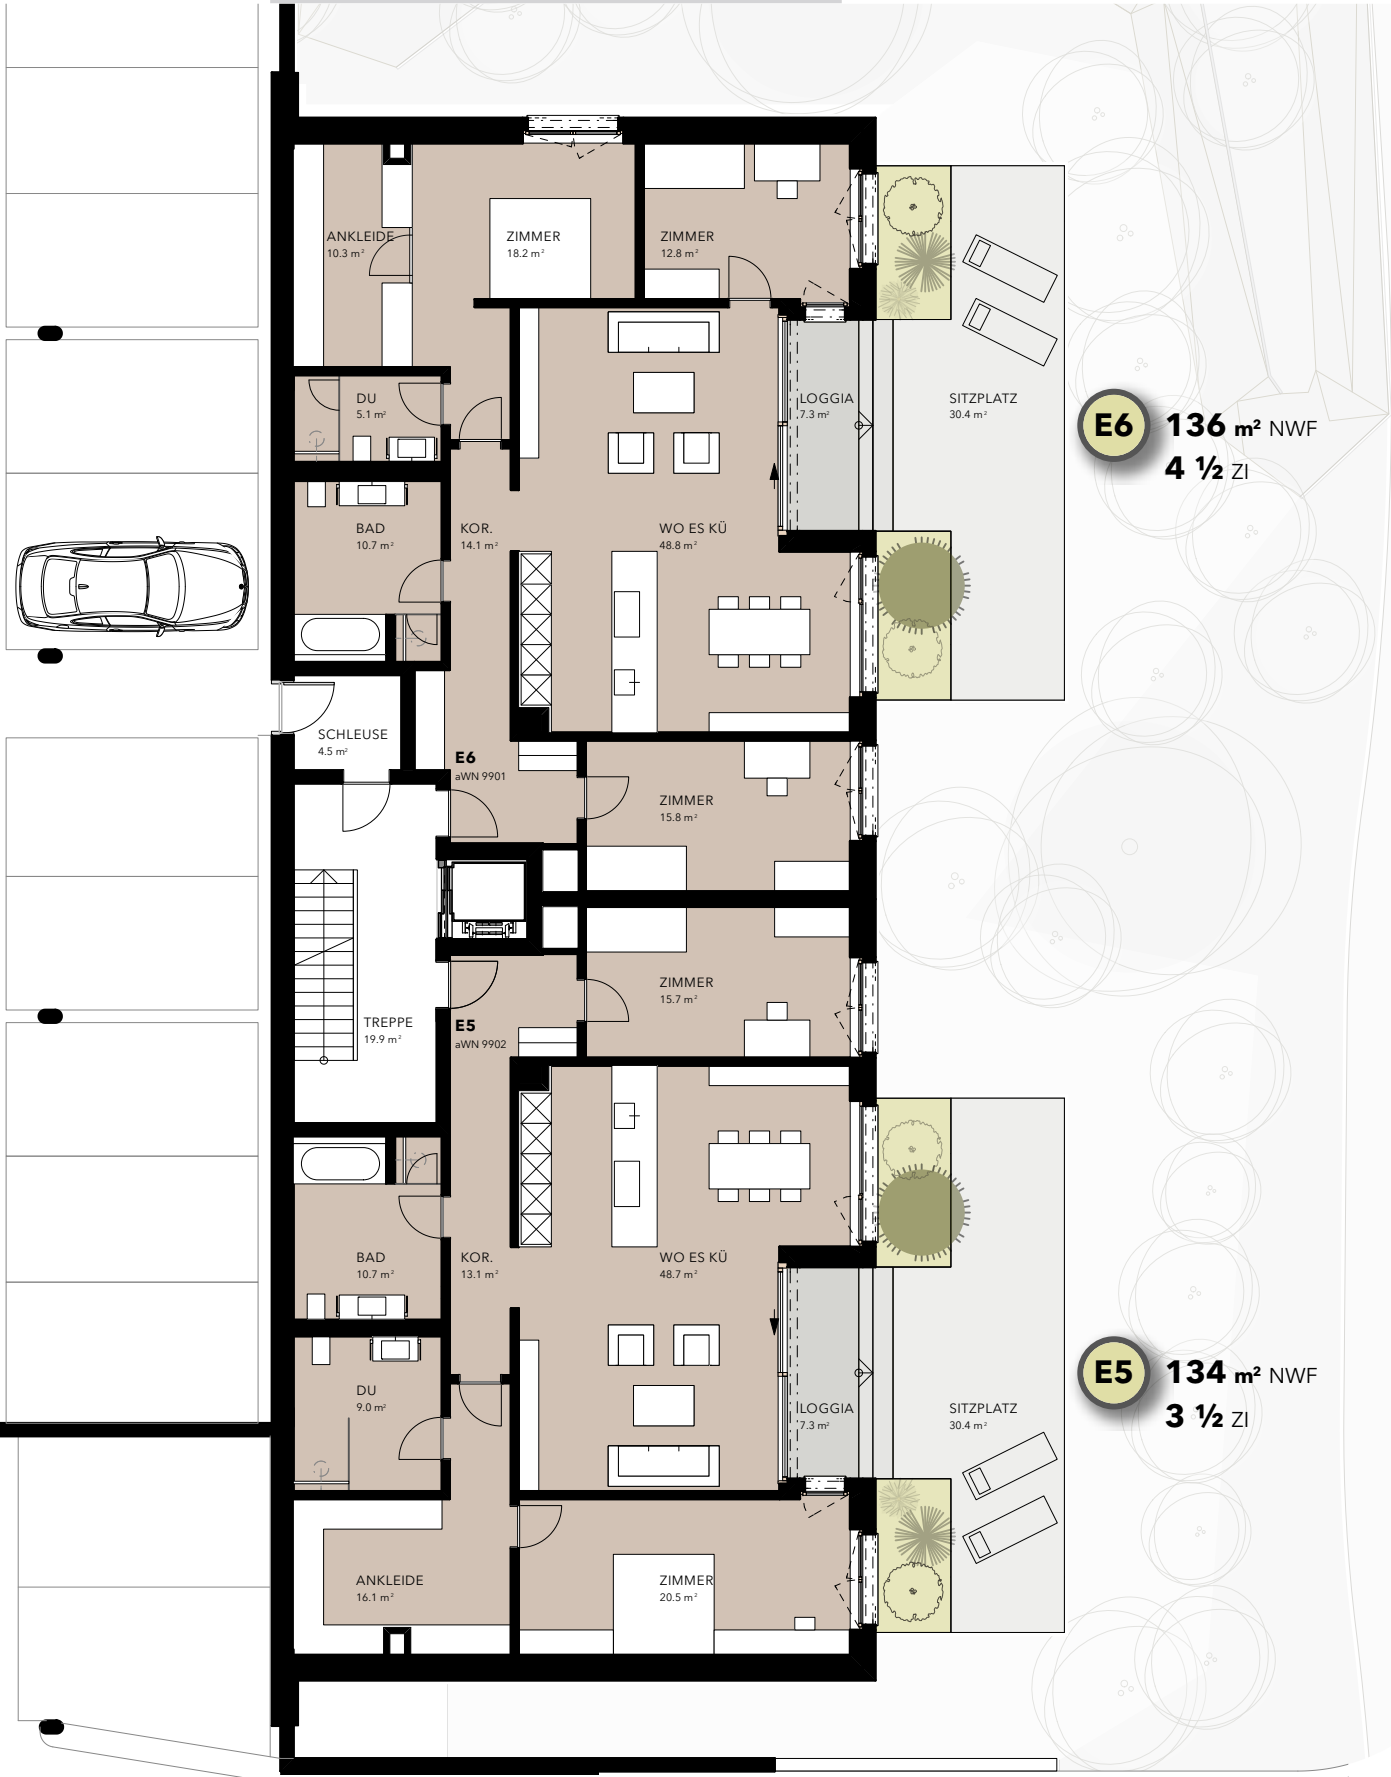 ANKLEIDE
10.3 m²
ZIMMER
18.2 m²
ZIMMER
12.8 m²
DU
5.1 m²
LOGGIA
7.3 m²
SITZPLATZ
30.4 m²
E6 136 m² NWF
4 ½ ZI
BAD
10.7 m²
KOR.
14.1 m²
WO ES KÜ
48.8 m²
SCHLEUSE
4.5 m²
E6
aWN 9901
ZIMMER
15.8 m²
ZIMMER
15.7 m²
TREPPE
19.9 m²
E5
aWN 9902
BAD
10.7 m²
KOR.
13.1 m²
WO ES KÜ
48.7 m²
DU
9.0 m²
LOGGIA
7.3 m²
SITZPLATZ
30.4 m²
E5 134 m² NWF
3 ½ ZI
ANKLEIDE
16.1 m²
ZIMMER
20.5 m²